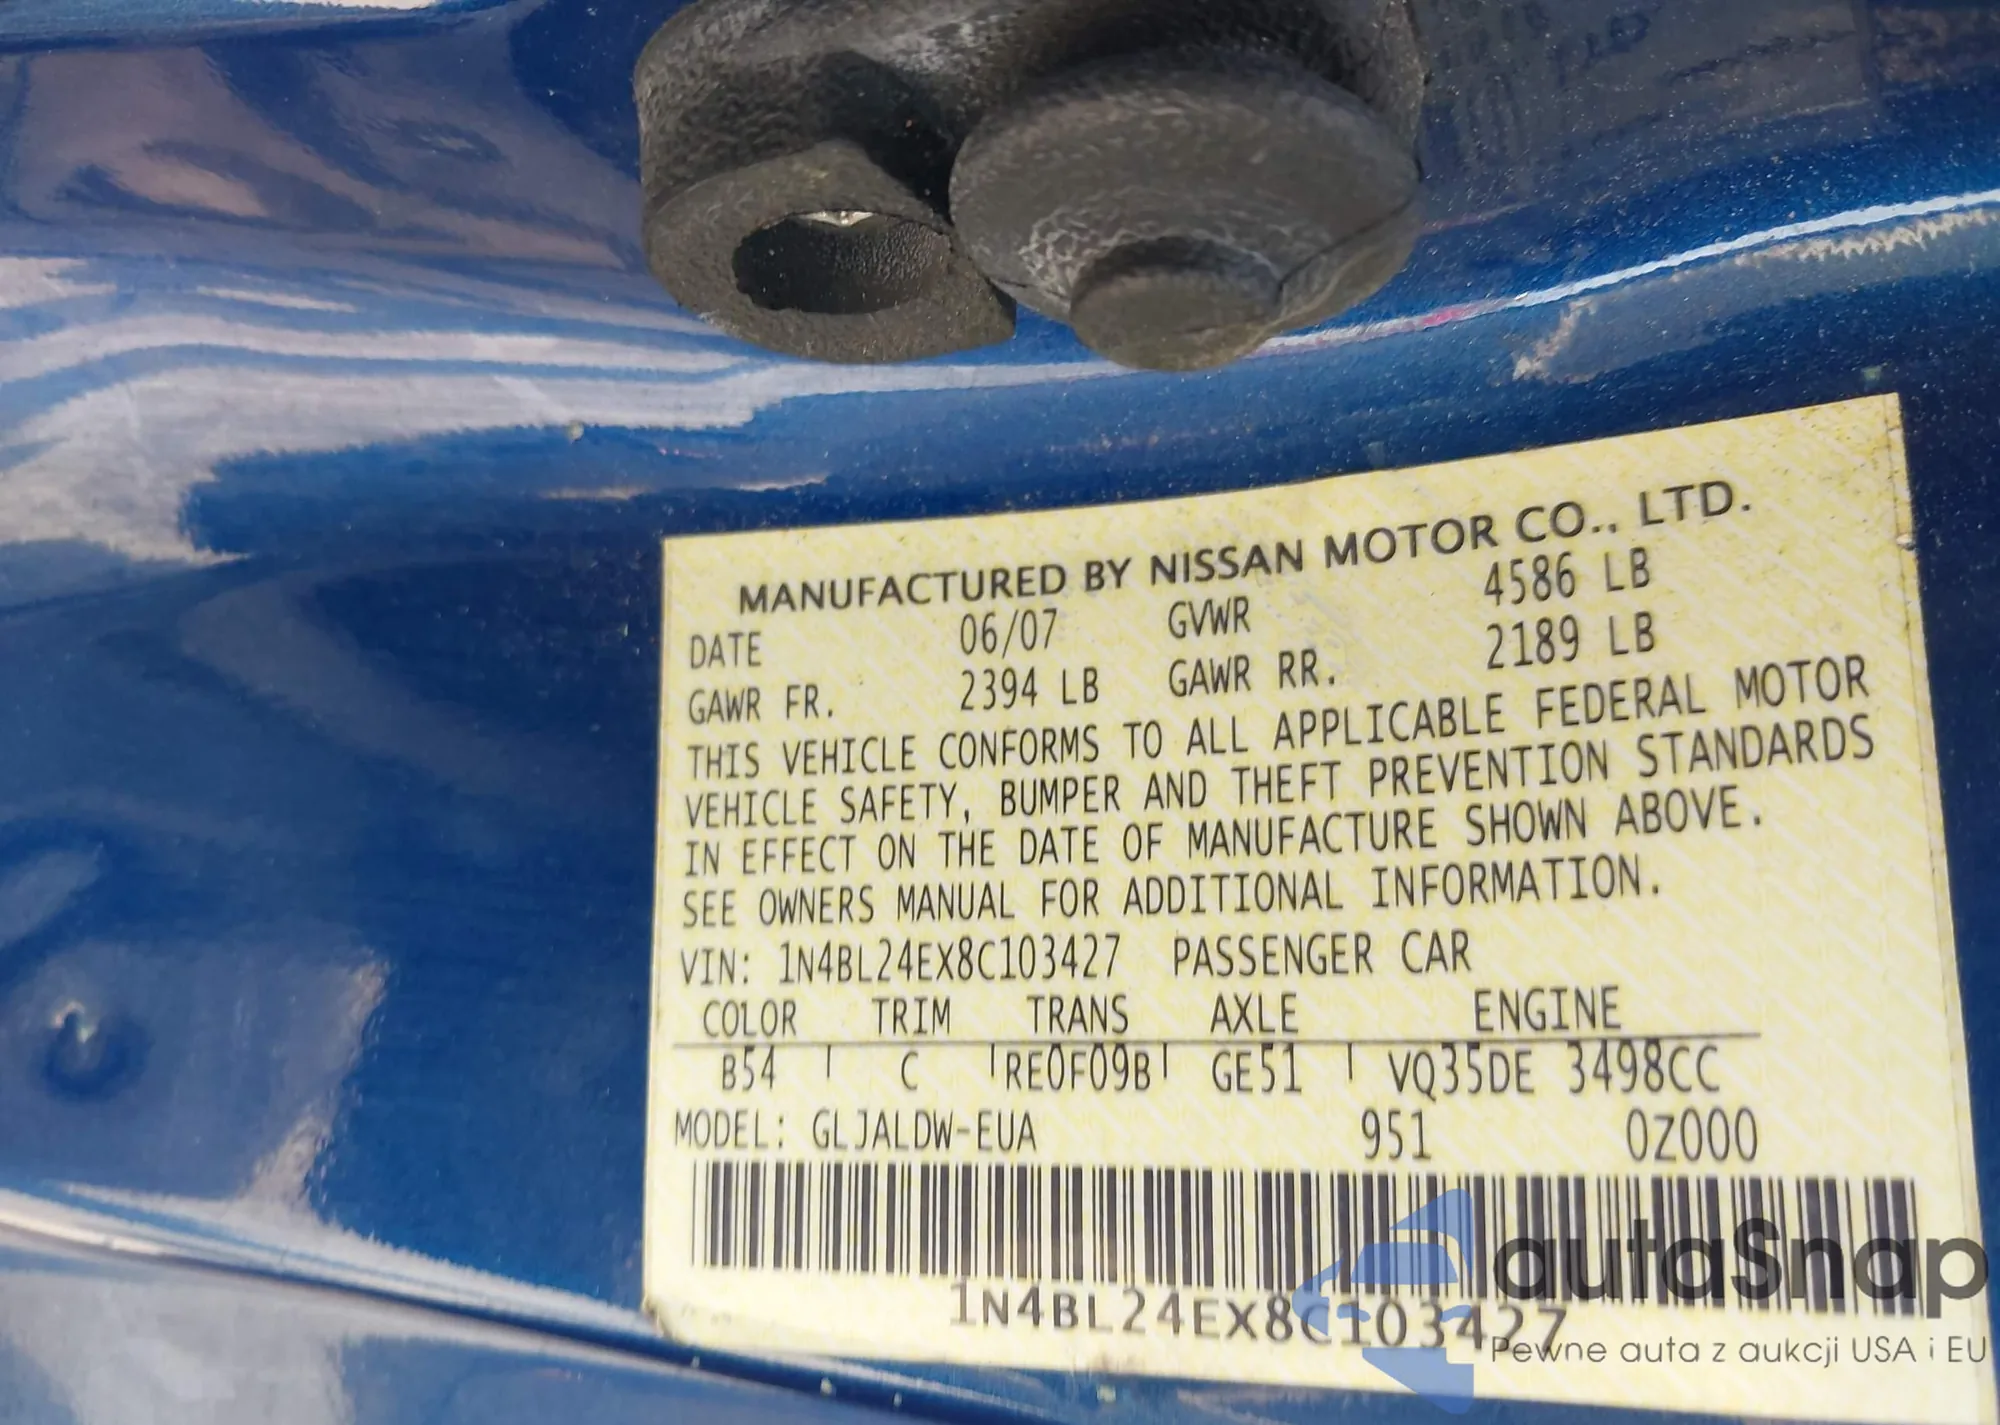 MANUFACTURED BY NISSAN MOTOR CO., LTD.
DATE 06/07 GVWR 4586 LB
GAWR FR. 2394 LB GAWR RR. 2189 LB
THIS VEHICLE CONFORMS TO ALL APPLICABLE FEDERAL MOTOR
VEHICLE SAFETY, BUMPER AND THEFT PREVENTION STANDARDS
IN EFFECT ON THE DATE OF MANUFACTURE SHOWN ABOVE.
SEE OWNERS MANUAL FOR ADDITIONAL INFORMATION.
VIN: 1N4BL24EX8C103427 PASSENGER CAR
COLOR TRIM TRANS AXLE ENGINE
B54 C RE0F09B GE51 VQ35DE 3498CC
MODEL: GLJALDW-EUA 951 0Z000
1N4BL24EX8C103427
autaSnap
Pewne auta z aukcji USA i EU